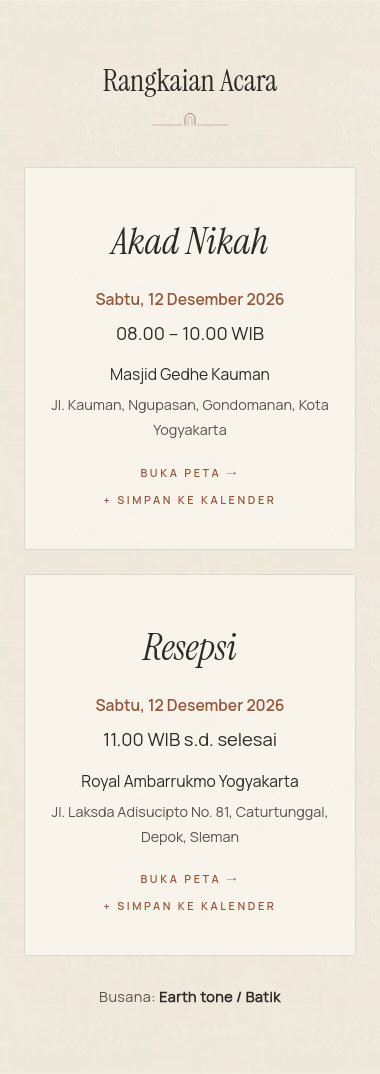 Rangkaian Acara
Akad Nikah
Sabtu, 12 Desember 2026
08.00 – 10.00 WIB
Masjid Gedhe Kauman
Jl. Kauman, Ngupasan, Gondomanan, Kota
Yogyakarta
BUKA PETA →
+ SIMPAN KE KALENDER
Resepsi
Sabtu, 12 Desember 2026
11.00 WIB s.d. selesai
Royal Ambarrukmo Yogyakarta
Jl. Laksda Adisucipto No. 81, Caturtunggal,
Depok, Sleman
BUKA PETA →
+ SIMPAN KE KALENDER
Busana: Earth tone / Batik